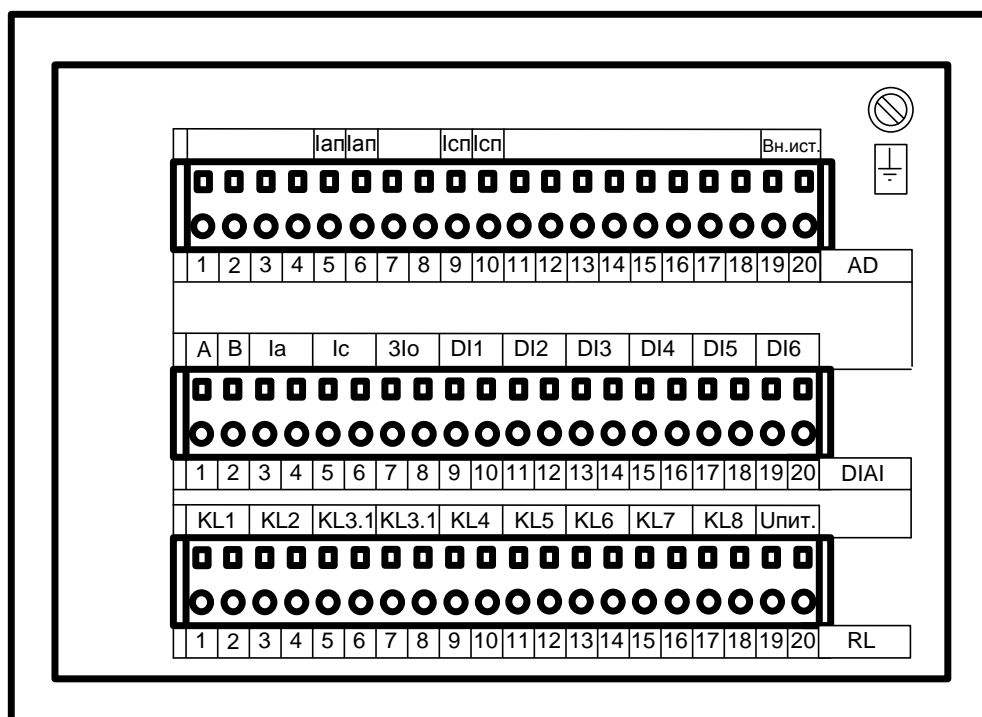 Iап Iап Iсп Iсп Вн.ист.
1 2 3 4 5 6 7 8 9 10 11 12 13 14 15 16 17 18 19 20 AD
A B Ia Ic 3Io DI1 DI2 DI3 DI4 DI5 DI6
1 2 3 4 5 6 7 8 9 10 11 12 13 14 15 16 17 18 19 20 DIAI
KL1 KL2 KL3.1 KL3.1 KL4 KL5 KL6 KL7 KL8 Uпит.
1 2 3 4 5 6 7 8 9 10 11 12 13 14 15 16 17 18 19 20 RL